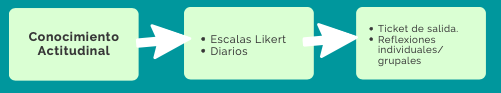 Conocimiento
Actitudinal
• Escalas Likert
• Diarios
• Ticket de salida.
• Reflexiones
individuales/
grupales